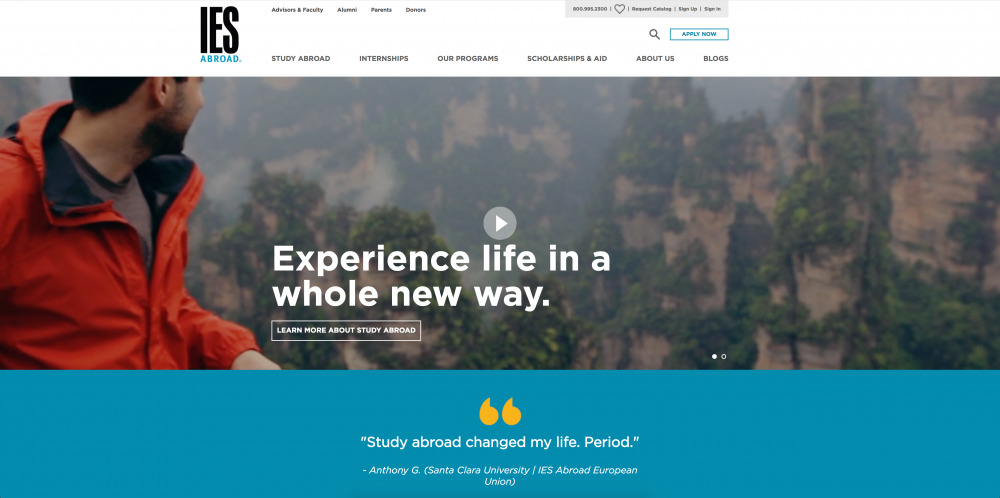 IES
ABROAD®
Advisors & Faculty Alumni Parents Donors
800.995.2300 | | Request Catalog | Sign Up | Sign in
APPLY NOW
STUDY ABROAD INTERNSHIPS OUR PROGRAMS SCHOLARSHIPS & AID ABOUT US BLOGS
Experience life in a
whole new way.
LEARN MORE ABOUT STUDY ABROAD
"Study abroad changed my life. Period."
- Anthony G. (Santa Clara University | IES Abroad European
Union)